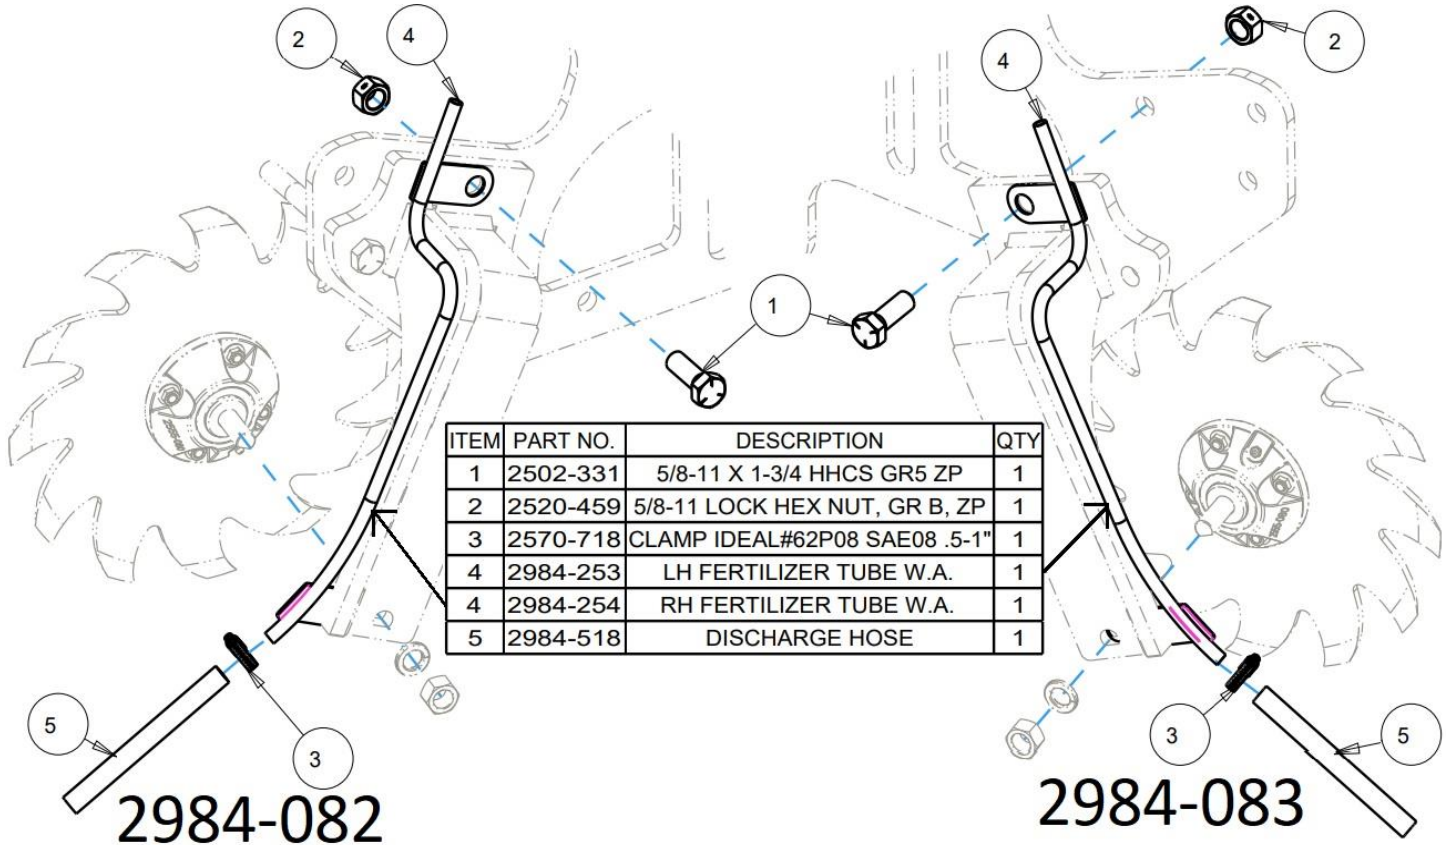 2
4
4
2
1
ITEM PART NO. DESCRIPTION QTY
1 2502-331 5/8-11 X 1-3/4 HHCS GR5 ZP 1
2 2520-459 5/8-11 LOCK HEX NUT, GR B, ZP 1
3 2570-718 CLAMP IDEAL#62P08 SAE08 .5-1" 1
4 2984-253 LH FERTILIZER TUBE W.A. 1
4 2984-254 RH FERTILIZER TUBE W.A. 1
5 2984-518 DISCHARGE HOSE 1
5
3
3
5
2984-082
2984-083